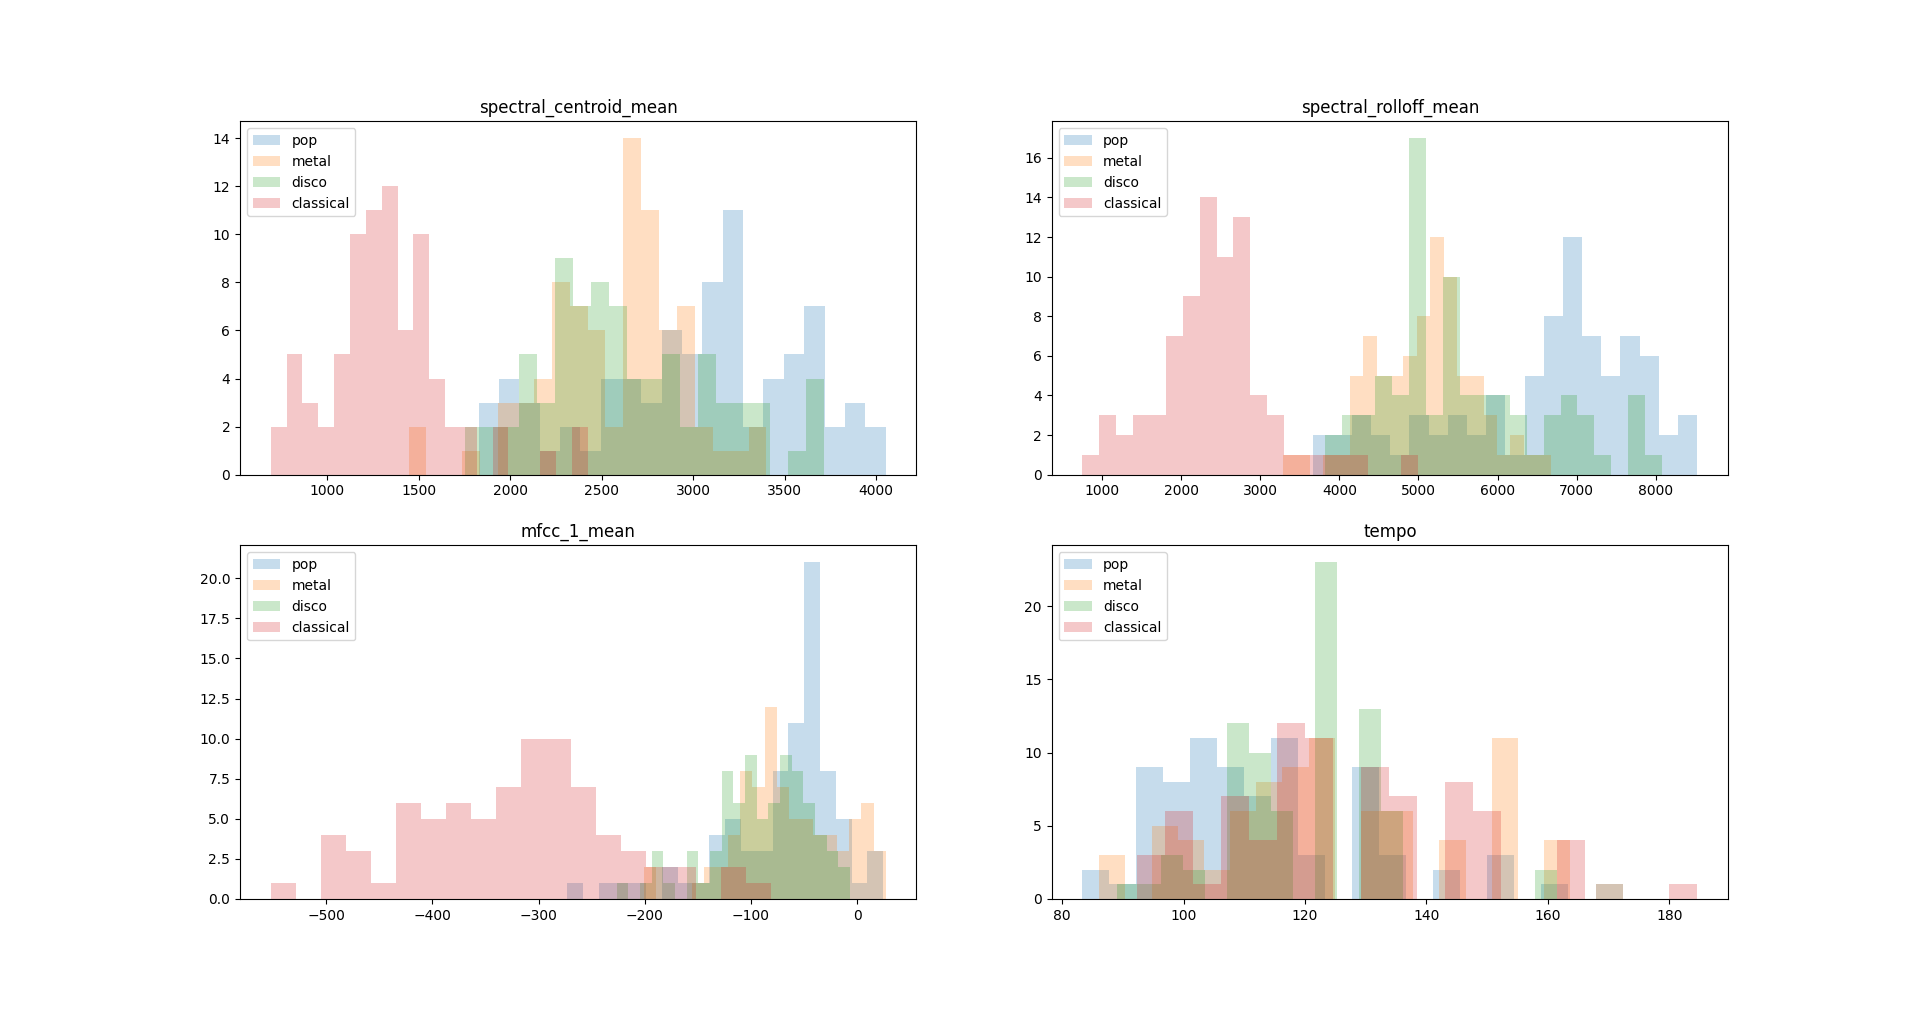 spectral_centroid_mean
pop
metal
disco
classical
14
12
10
8
6
4
2
0
1000 1500 2000 2500 3000 3500 4000
spectral_rolloff_mean
pop
metal
disco
classical
16
14
12
10
8
6
4
2
0
1000 2000 3000 4000 5000 6000 7000 8000
mfcc_1_mean
pop
metal
disco
classical
20.0
17.5
15.0
12.5
10.0
7.5
5.0
2.5
0.0
−500 −400 −300 −200 −100 0
tempo
pop
metal
disco
classical
20
15
10
5
0
80 100 120 140 160 180